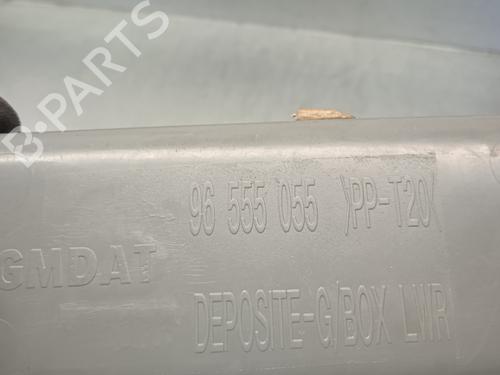 B-PARTS
96 555 055 >PP-T20<
GMDAT
DEPOSITE-G/BOX LWR